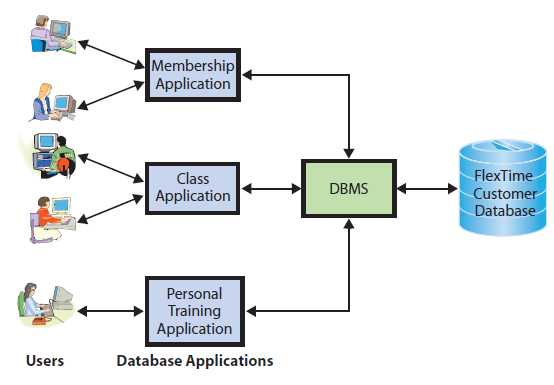 Membership
Application
Class
Application
DBMS
FlexTime
Customer
Database
Personal
Training
Application
Users
Database Applications